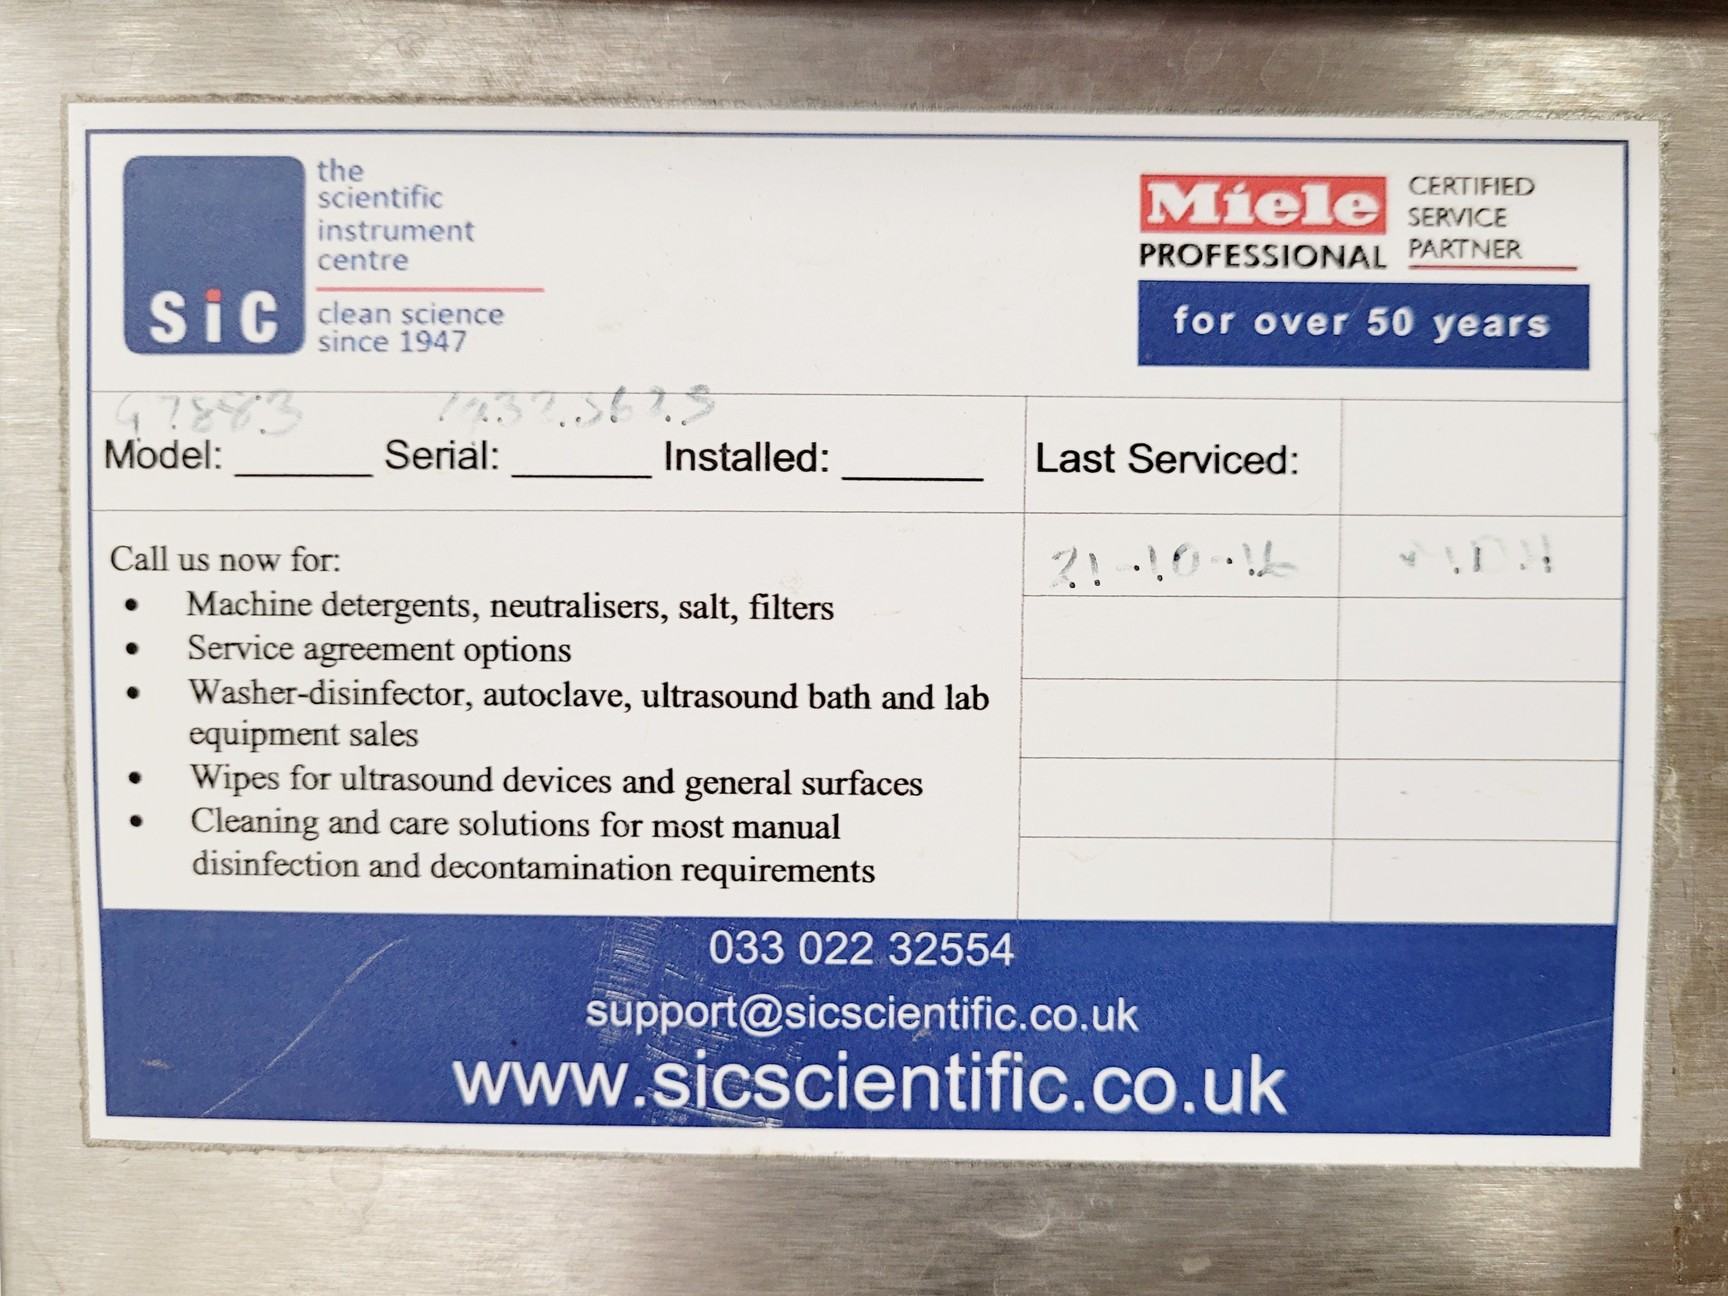 the
scientific
instrument
centre
SiC
clean science
since 1947
Miele
PROFESSIONAL
CERTIFIED
SERVICE
PARTNER
for over 50 years
G7883
Model: ______ Serial: ______ Installed: ______
Last Serviced:
Call us now for:
• Machine detergents, neutralisers, salt, filters
• Service agreement options
• Washer-disinfector, autoclave, ultrasound bath and lab
equipment sales
• Wipes for ultrasound devices and general surfaces
• Cleaning and care solutions for most manual
disinfection and decontamination requirements
21-10-16
033 022 32554
support@sicscientific.co.uk
www.sicscientific.co.uk